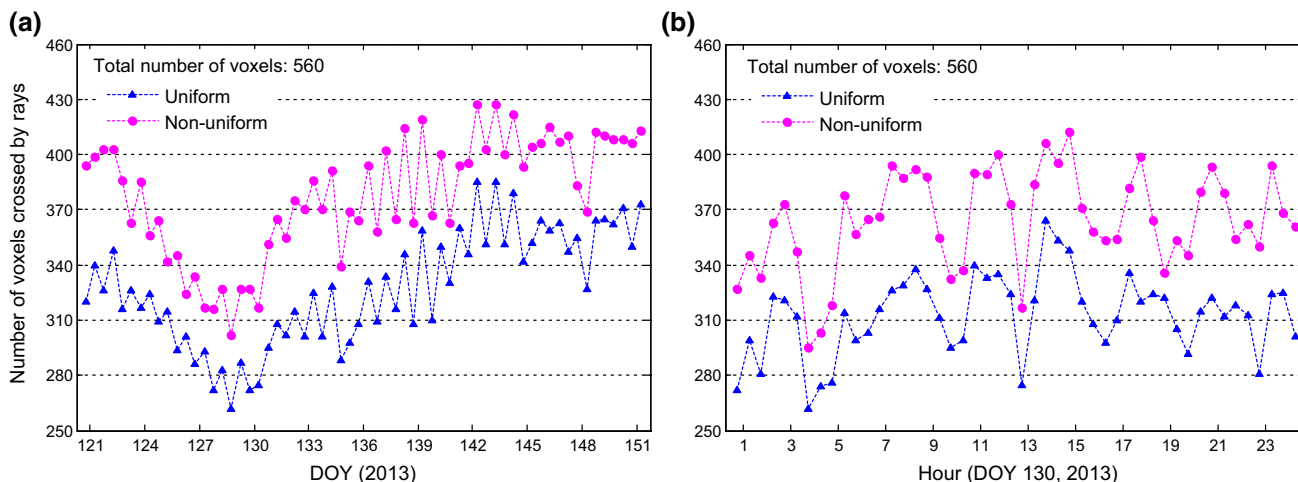 (a)
Number of voxels crossed by rays
460
430
400
370
340
310
280
250
Total number of voxels: 560
Uniform
Non-uniform
121 124 127 130 133 136 139 142 145 148 151
DOY (2013)
(b)
460
430
400
370
340
310
280
250
Total number of voxels: 560
Uniform
Non-uniform
1 3 5 7 9 11 13 15 17 19 21 23
Hour (DOY 130, 2013)